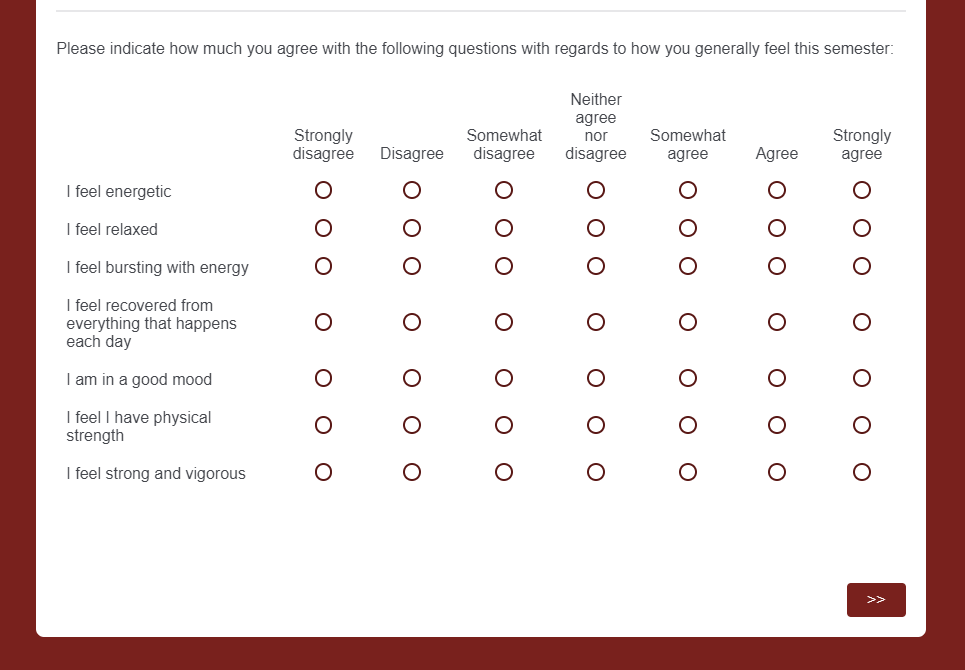 Please indicate how much you agree with the following questions with regards to how you generally feel this semester:
Strongly disagree
Disagree
Somewhat disagree
Neither agree nor disagree
Somewhat agree
Agree
Strongly agree
I feel energetic
I feel relaxed
I feel bursting with energy
I feel recovered from
everything that happens
each day
I am in a good mood
I feel I have physical
strength
I feel strong and vigorous
>>